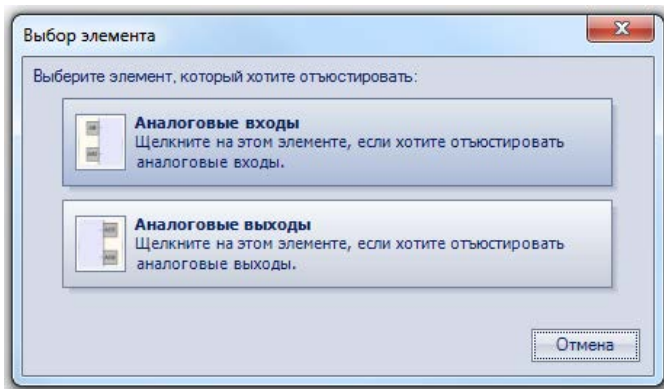 Выбор элемента
Выберите элемент, который хотите отъюстировать:
Аналоговые входы
Щелкните на этом элементе, если хотите отъюстировать
аналоговые входы.
Аналоговые выходы
Щелкните на этом элементе, если хотите отъюстировать
аналоговые выходы.
Отмена